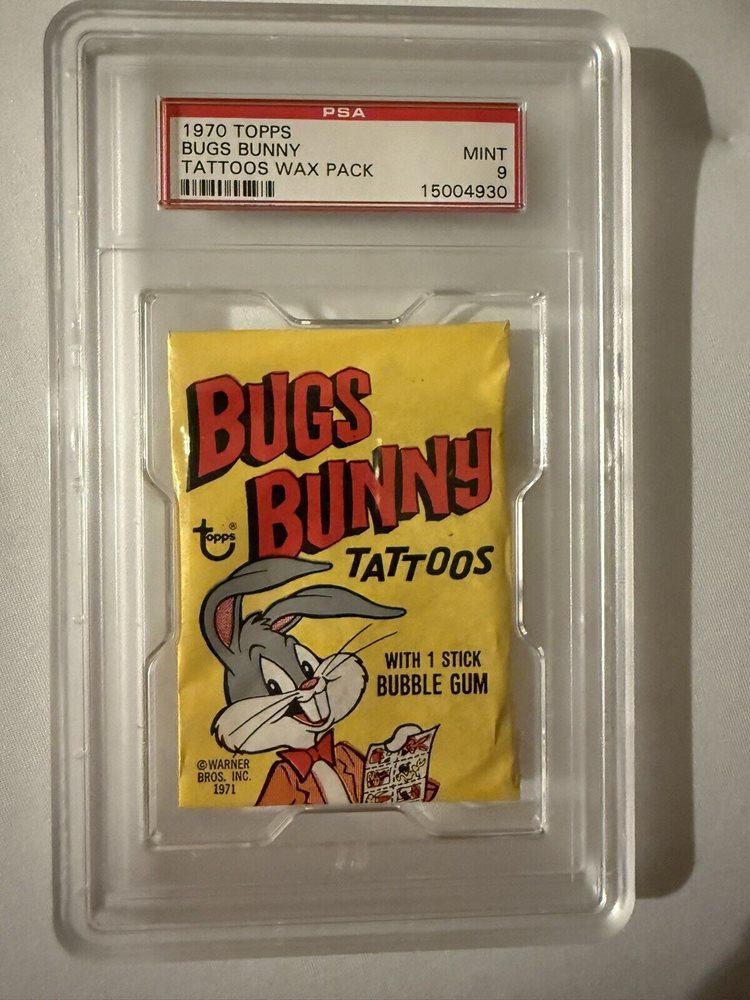 PSA
1970 TOPPS
BUGS BUNNY
TATTOOS WAX PACK
MINT
9
15004930
BUGS
BUNNY
topps®
TATTOOS
WITH 1 STICK
BUBBLE GUM
©WARNER
BROS. INC.
1971